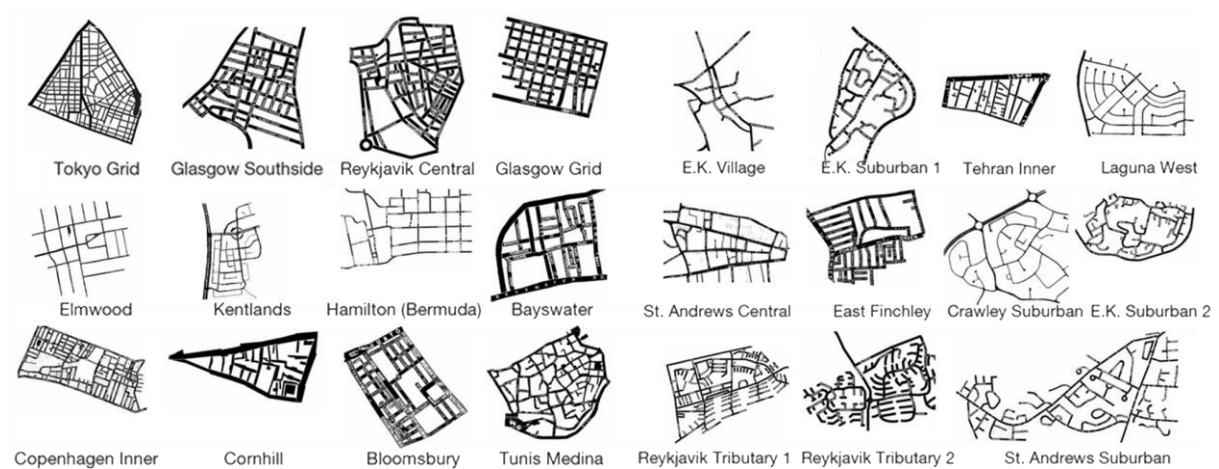 Tokyo Grid
Glasgow Southside
Reykjavik Central
Glasgow Grid
E.K. Village
E.K. Suburban 1
Tehran Inner
Laguna West
Elmwood
Kentlands
Hamilton (Bermuda)
Bayswater
St. Andrews Central
East Finchley
Crawley Suburban
E.K. Suburban 2
Copenhagen Inner
Cornhill
Bloomsbury
Tunis Medina
Reykjavik Tributary 1
Reykjavik Tributary 2
St. Andrews Suburban